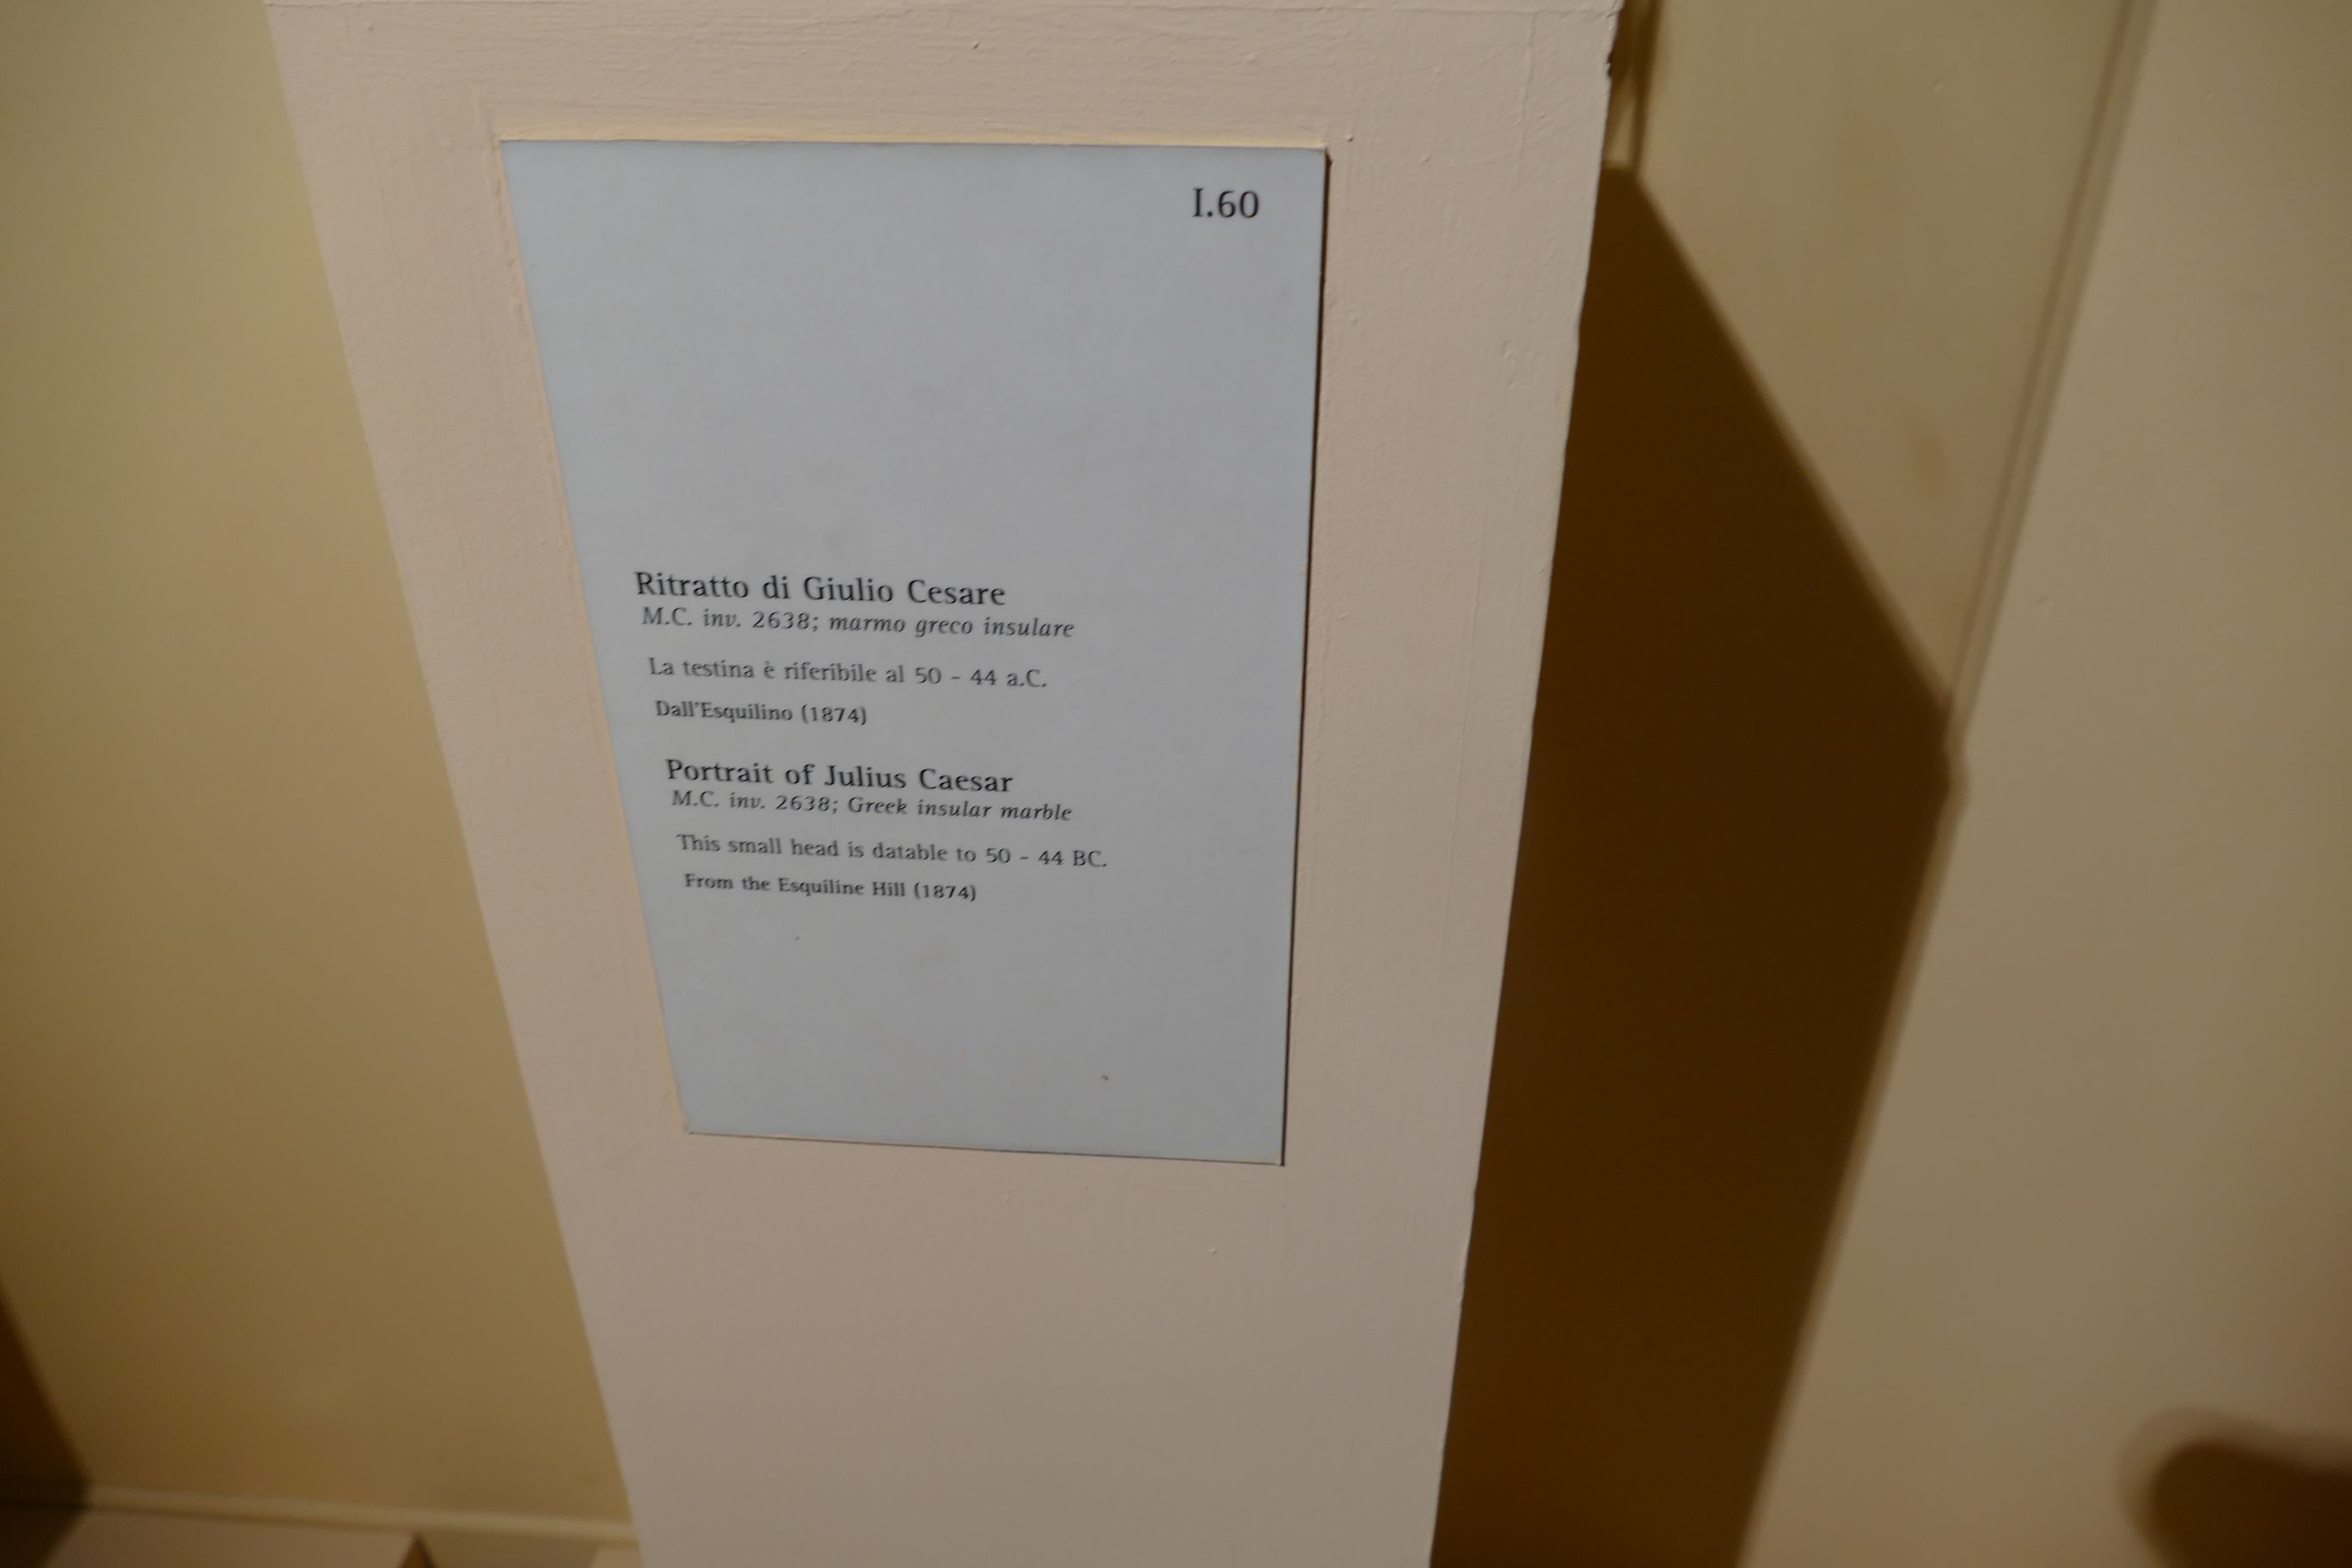 I.60
Ritratto di Giulio Cesare
M.C. inv. 2638; marmo greco insulare
La testina è riferibile al 50 - 44 a.C.
Dall'Esquilino (1874)
Portrait of Julius Caesar
M.C. inv. 2638; Greek insular marble
This small head is datable to 50 - 44 BC.
From the Esquiline Hill (1874)